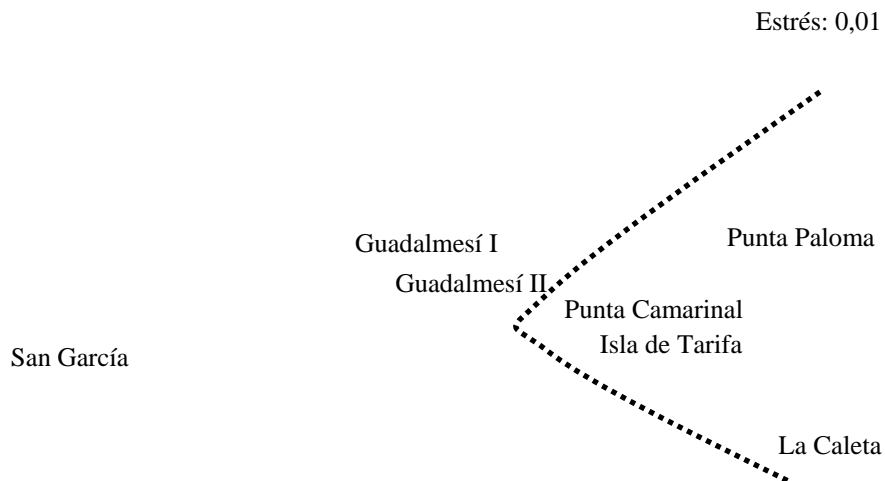 Estrés: 0,01
Punta Paloma
Guadalmesí I
Guadalmesí II
Punta Camarinal
Isla de Tarifa
San García
La Caleta